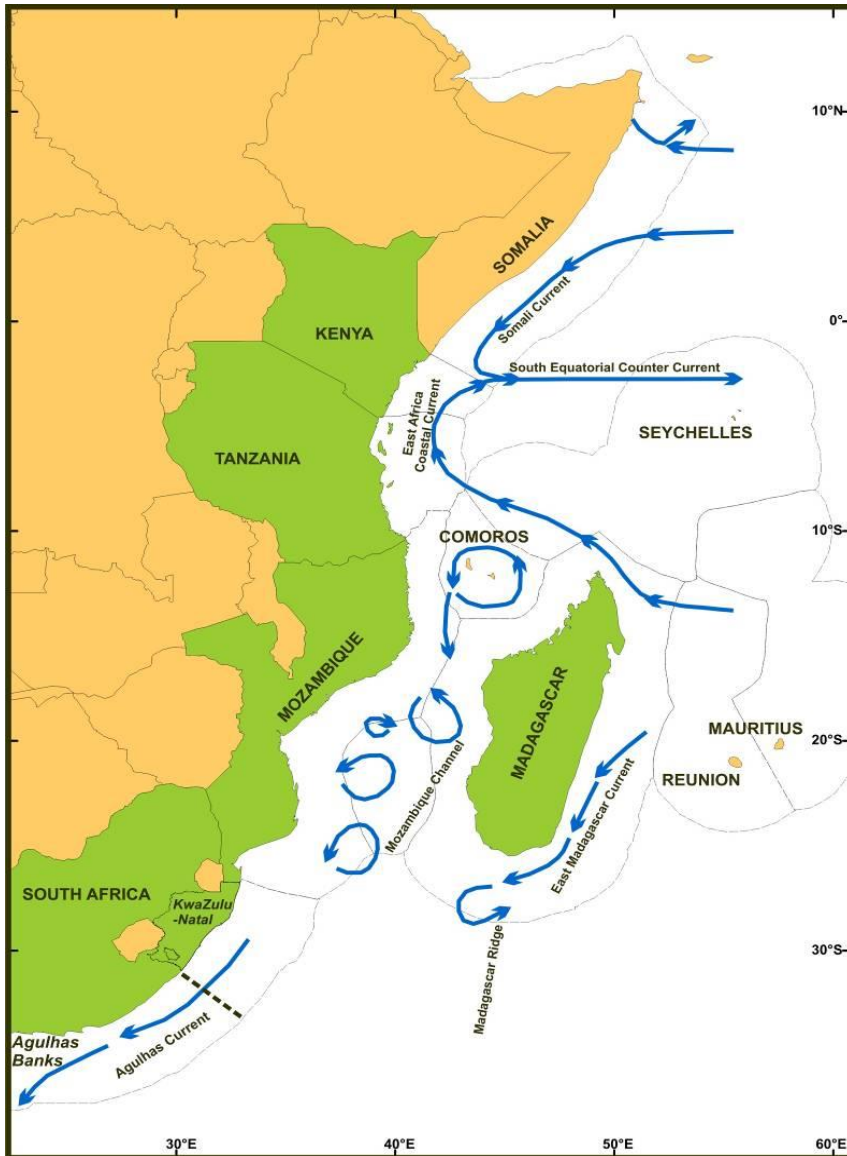 10°N
SOMALIA
0°
Somali Current
KENYA
South Equatorial Counter Current
East Africa
Coastal Current
SEYCHELLES
TANZANIA
10°S
COMOROS
MOZAMBIQUE
MADAGASCAR
MAURITIUS
20°S
REUNION
Mozambique Channel
East Madagascar Current
SOUTH AFRICA
KwaZulu
-Natal
30°S
Madagascar Ridge
Agulhas
Banks
Agulhas Current
30°E
40°E
50°E
60°E